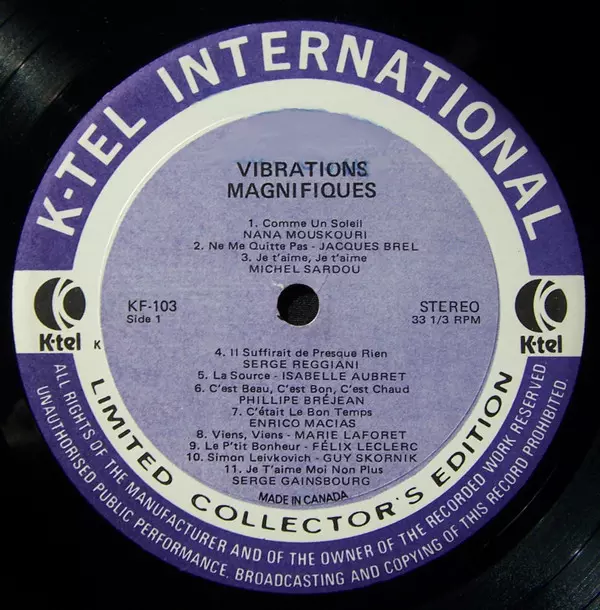 K-TEL INTERNATIONAL
VIBRATIONS
MAGNIFIQUES
1. Comme Un Soleil
NANA MOUSKOURI
2. Ne Me Quitte Pas - JACQUES BREL
3. Je t'aime, Je t'aime
MICHEL SARDOU
KF-103
Side 1
STEREO
33 1/3 RPM
K-tel
K
K-tel
4. Il Suffirait de Presque Rien
SERGE REGGIANI
5. La Source - ISABELLE AUBRET
6. C'est Beau, C'est Bon, C'est Chaud
PHILLIPE BRÉJEAN
7. C'était Le Bon Temps
ENRICO MACIAS
8. Viens, Viens - MARIE LAFORET
9. Le P'tit Bonheur - FÉLIX LECLERC
10. Simon Leivkovich - GUY SKORNIK
11. Je T'aime Moi Non Plus
SERGE GAINSBOURG
MADE IN CANADA
LIMITED COLLECTOR'S EDITION
ALL RIGHTS OF THE MANUFACTURER AND OF THE OWNER OF THE RECORDED WORK RESERVED.
UNAUTHORISED PUBLIC PERFORMANCE, BROADCASTING AND COPYING OF THIS RECORD PROHIBITED.